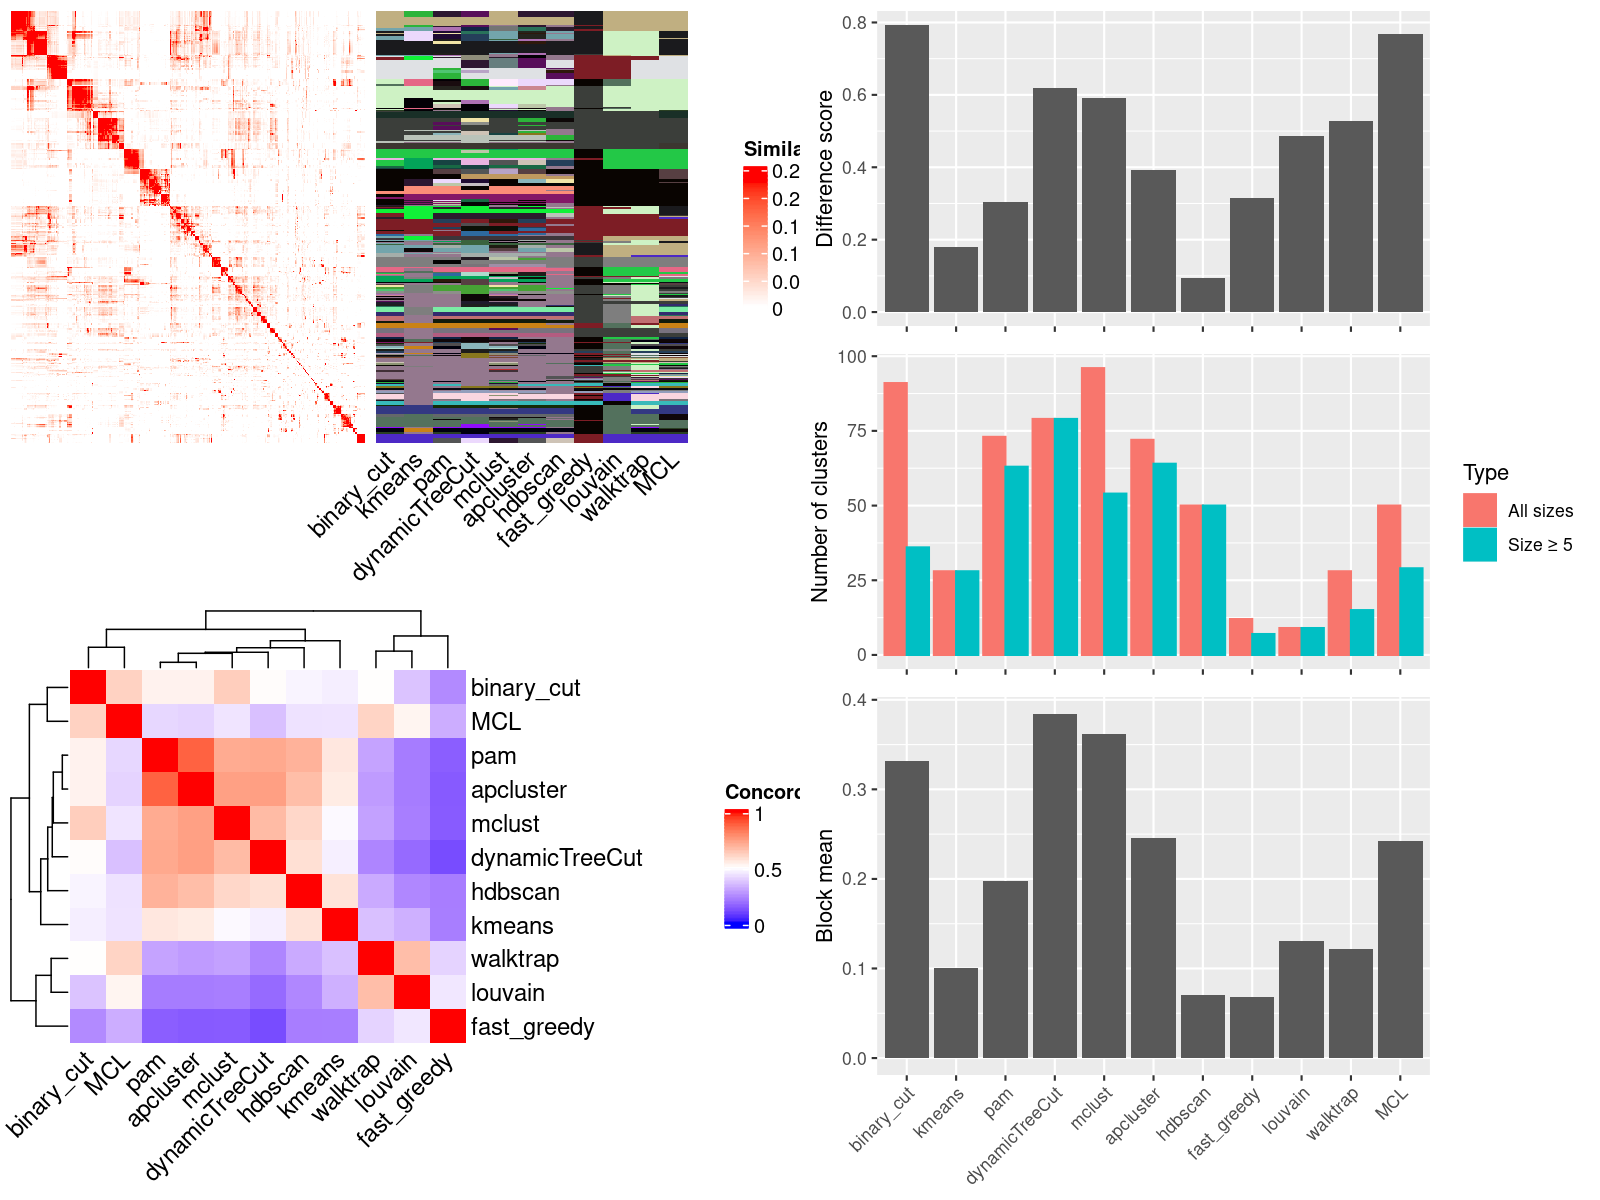 Simila
0.2
0.2
0.1
0.1
0.0
0
binary_cut
kmeans
pam
dynamicTreeCut
mclust
apcluster
hdbscan
fast_greedy
louvain
walktrap
MCL
binary_cut
MCL
pam
apcluster
mclust
dynamicTreeCut
hdbscan
kmeans
walktrap
louvain
fast_greedy
binary_cut
MCL
pam
apcluster
mclust
dynamicTreeCut
hdbscan
kmeans
walktrap
louvain
fast_greedy
Concord
1
0.5
0
Difference score
0.8
0.6
0.4
0.2
0.0
Number of clusters
100
75
50
25
0
Type
All sizes
Size ≥ 5
Block mean
0.4
0.3
0.2
0.1
0.0
binary_cut
kmeans
pam
dynamicTreeCut
mclust
apcluster
hdbscan
fast_greedy
louvain
walktrap
MCL